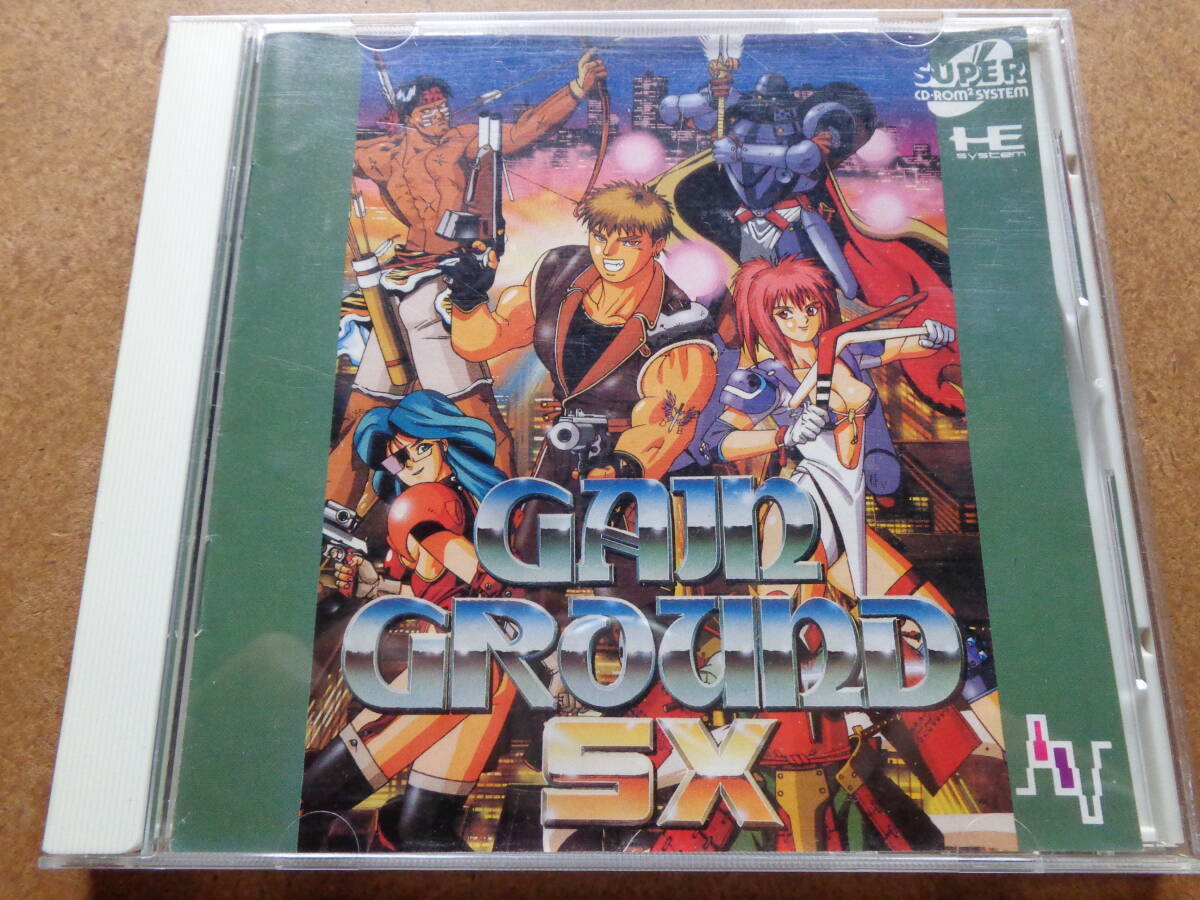 SUPER
CD-ROM² SYSTEM
HE
system
GAIN
GROUND
SX